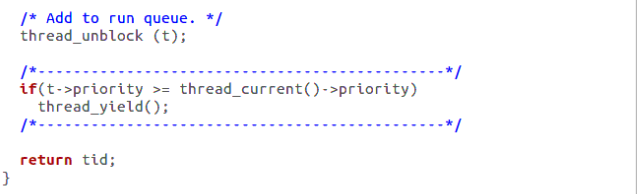 /* Add to run queue. */
thread_unblock (t);
/*----------------------------------------------*/
if(t->priority >= thread_current()->priority)
thread_yield();
/*----------------------------------------------*/
return tid;
}